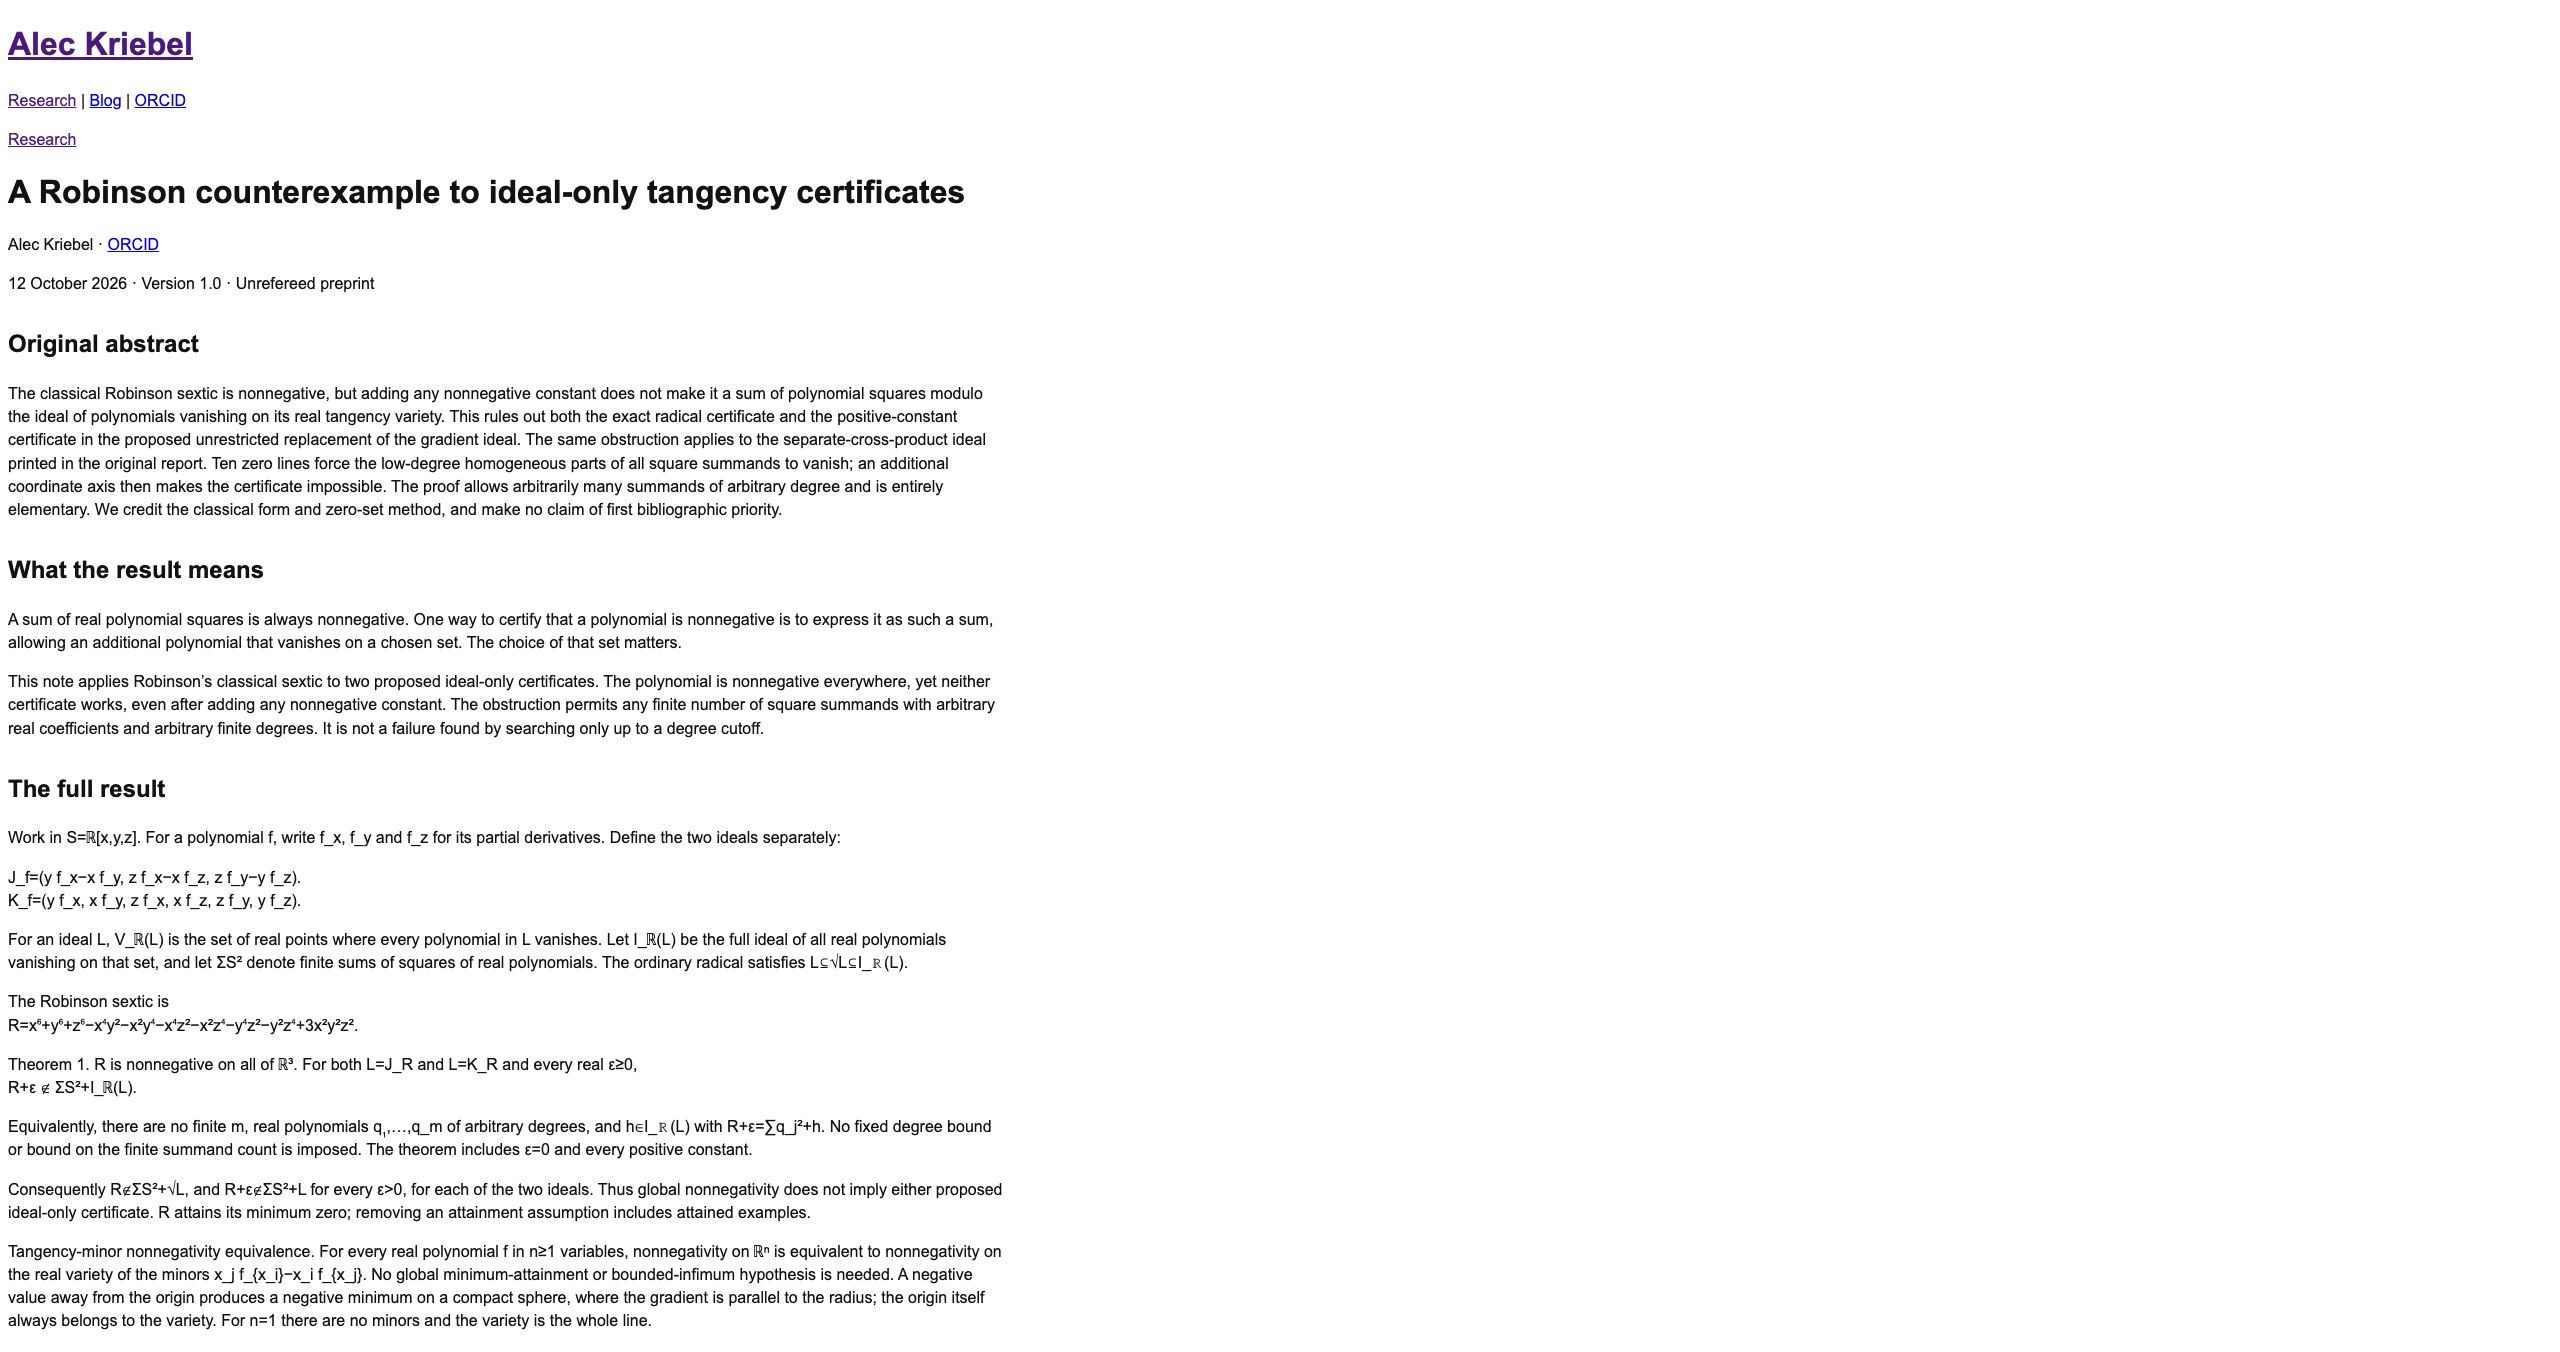 Alec Kriebel
Research | Blog | ORCID
Research
A Robinson counterexample to ideal-only tangency certificates
Alec Kriebel · ORCID
12 October 2026 · Version 1.0 · Unrefereed preprint
Original abstract
The classical Robinson sextic is nonnegative, but adding any nonnegative constant does not make it a sum of polynomial squares modulo
the ideal of polynomials vanishing on its real tangency variety. This rules out both the exact radical certificate and the positive-constant
certificate in the proposed unrestricted replacement of the gradient ideal. The same obstruction applies to the separate-cross-product ideal
printed in the original report. Ten zero lines force the low-degree homogeneous parts of all square summands to vanish; an additional
coordinate axis then makes the certificate impossible. The proof allows arbitrarily many summands of arbitrary degree and is entirely
elementary. We credit the classical form and zero-set method, and make no claim of first bibliographic priority.
What the result means
A sum of real polynomial squares is always nonnegative. One way to certify that a polynomial is nonnegative is to express it as such a sum,
allowing an additional polynomial that vanishes on a chosen set. The choice of that set matters.
This note applies Robinson’s classical sextic to two proposed ideal-only certificates. The polynomial is nonnegative everywhere, yet neither
certificate works, even after adding any nonnegative constant. The obstruction permits any finite number of square summands with arbitrary
real coefficients and arbitrary finite degrees. It is not a failure found by searching only up to a degree cutoff.
The full result
Work in S=ℝ[x,y,z]. For a polynomial f, write f_x, f_y and f_z for its partial derivatives. Define the two ideals separately:
J_f=(y f_x−x f_y, z f_x−x f_z, z f_y−y f_z).
K_f=(y f_x, x f_y, z f_x, x f_z, z f_y, y f_z).
For an ideal L, V_ℝ(L) is the set of real points where every polynomial in L vanishes. Let I_ℝ(L) be the full ideal of all real polynomials
vanishing on that set, and let ΣS² denote finite sums of squares of real polynomials. The ordinary radical satisfies L⊆√L⊆I_ℝ(L).
The Robinson sextic is
R=x⁶+y⁶+z⁶−x⁴y²−x²y⁴−x⁴z²−x²z⁴−y⁴z²−y²z⁴+3x²y²z².
Theorem 1. R is nonnegative on all of ℝ³. For both L=J_R and L=K_R and every real ε≥0,
R+ε ∉ ΣS²+I_ℝ(L).
Equivalently, there are no finite m, real polynomials q₁,…,q_m of arbitrary degrees, and h∈I_ℝ(L) with R+ε=∑q_j²+h. No fixed degree bound
or bound on the finite summand count is imposed. The theorem includes ε=0 and every positive constant.
Consequently R∉ΣS²+√L, and R+ε∉ΣS²+L for every ε>0, for each of the two ideals. Thus global nonnegativity does not imply either proposed
ideal-only certificate. R attains its minimum zero; removing an attainment assumption includes attained examples.
Tangency-minor nonnegativity equivalence. For every real polynomial f in n≥1 variables, nonnegativity on ℝⁿ is equivalent to nonnegativity on
the real variety of the minors x_j f_{x_i}−x_i f_{x_j}. No global minimum-attainment or bounded-infimum hypothesis is needed. A negative
value away from the origin produces a negative minimum on a compact sphere, where the gradient is parallel to the radius; the origin itself
always belongs to the variety. For n=1 there are no minors and the variety is the whole line.